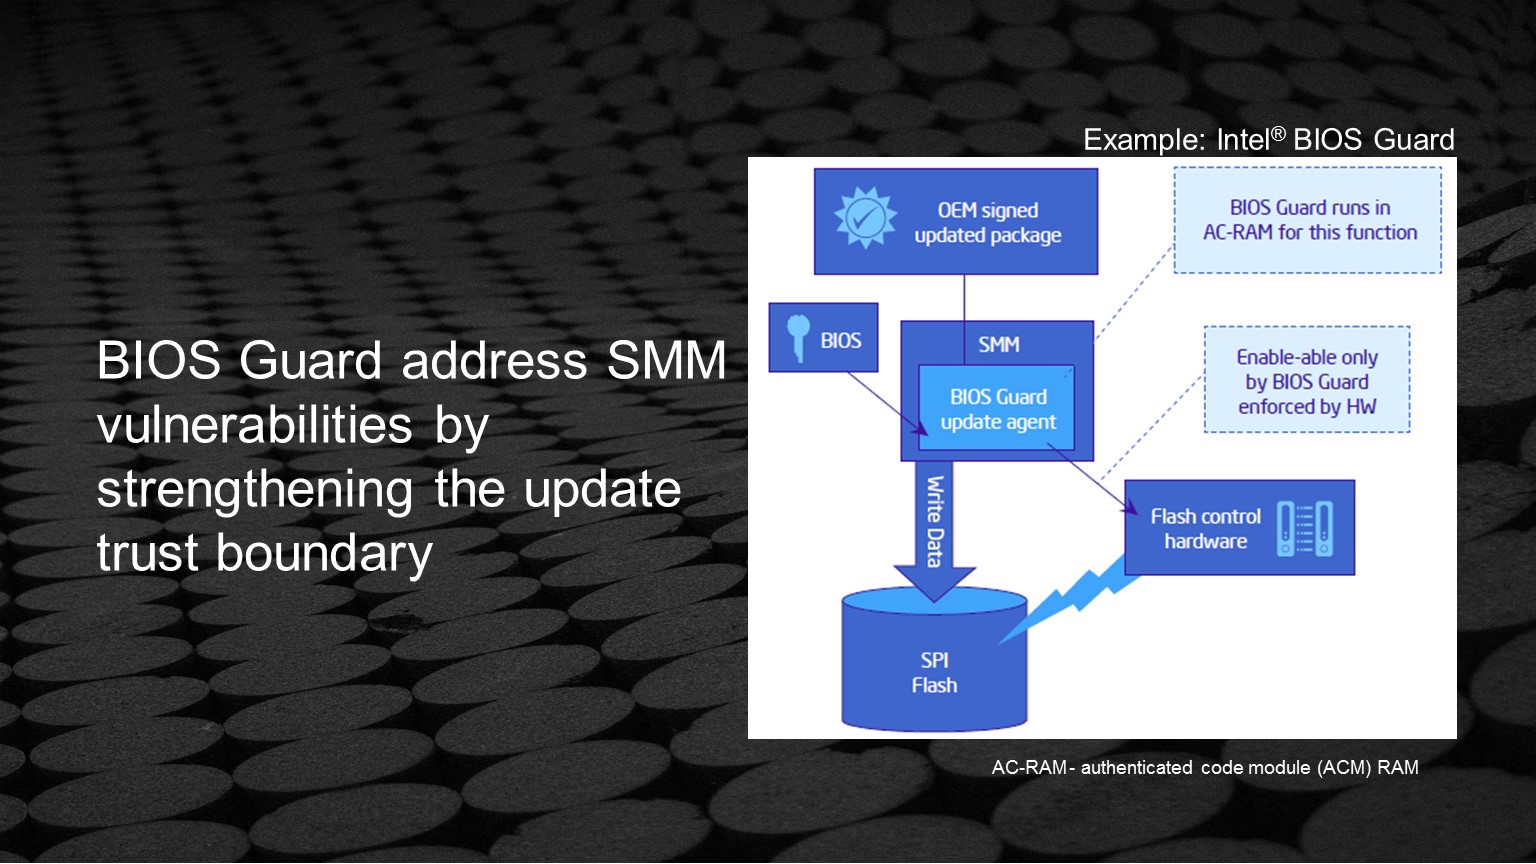 Example: Intel® BIOS Guard
BIOS Guard address SMM
vulnerabilities by
strengthening the update
trust boundary
OEM signed
updated package
BIOS Guard runs in
AC-RAM for this function
BIOS
SMM
BIOS Guard
update agent
Enable-able only
by BIOS Guard
enforced by HW
Write Data
Flash control
hardware
SPI
Flash
AC-RAM- authenticated code module (ACM) RAM